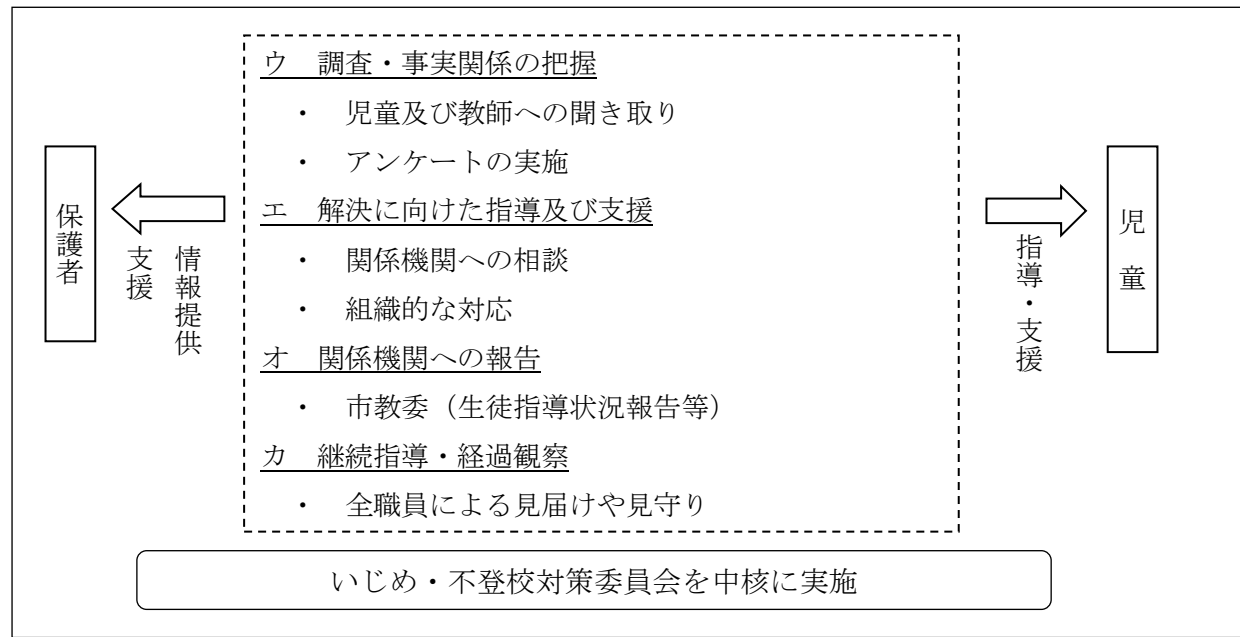 ウ　調査・事実関係の把握
・　児童及び教師への聞き取り
・　アンケートの実施
エ　解決に向けた指導及び支援
・　関係機関への相談
・　組織的な対応
オ　関係機関への報告
・　市教委（生徒指導状況報告等）
カ　継続指導・経過観察
・　全職員による見届けや見守り
保護者
情報提供
支援
指導・支援
児童
いじめ・不登校対策委員会を中核に実施